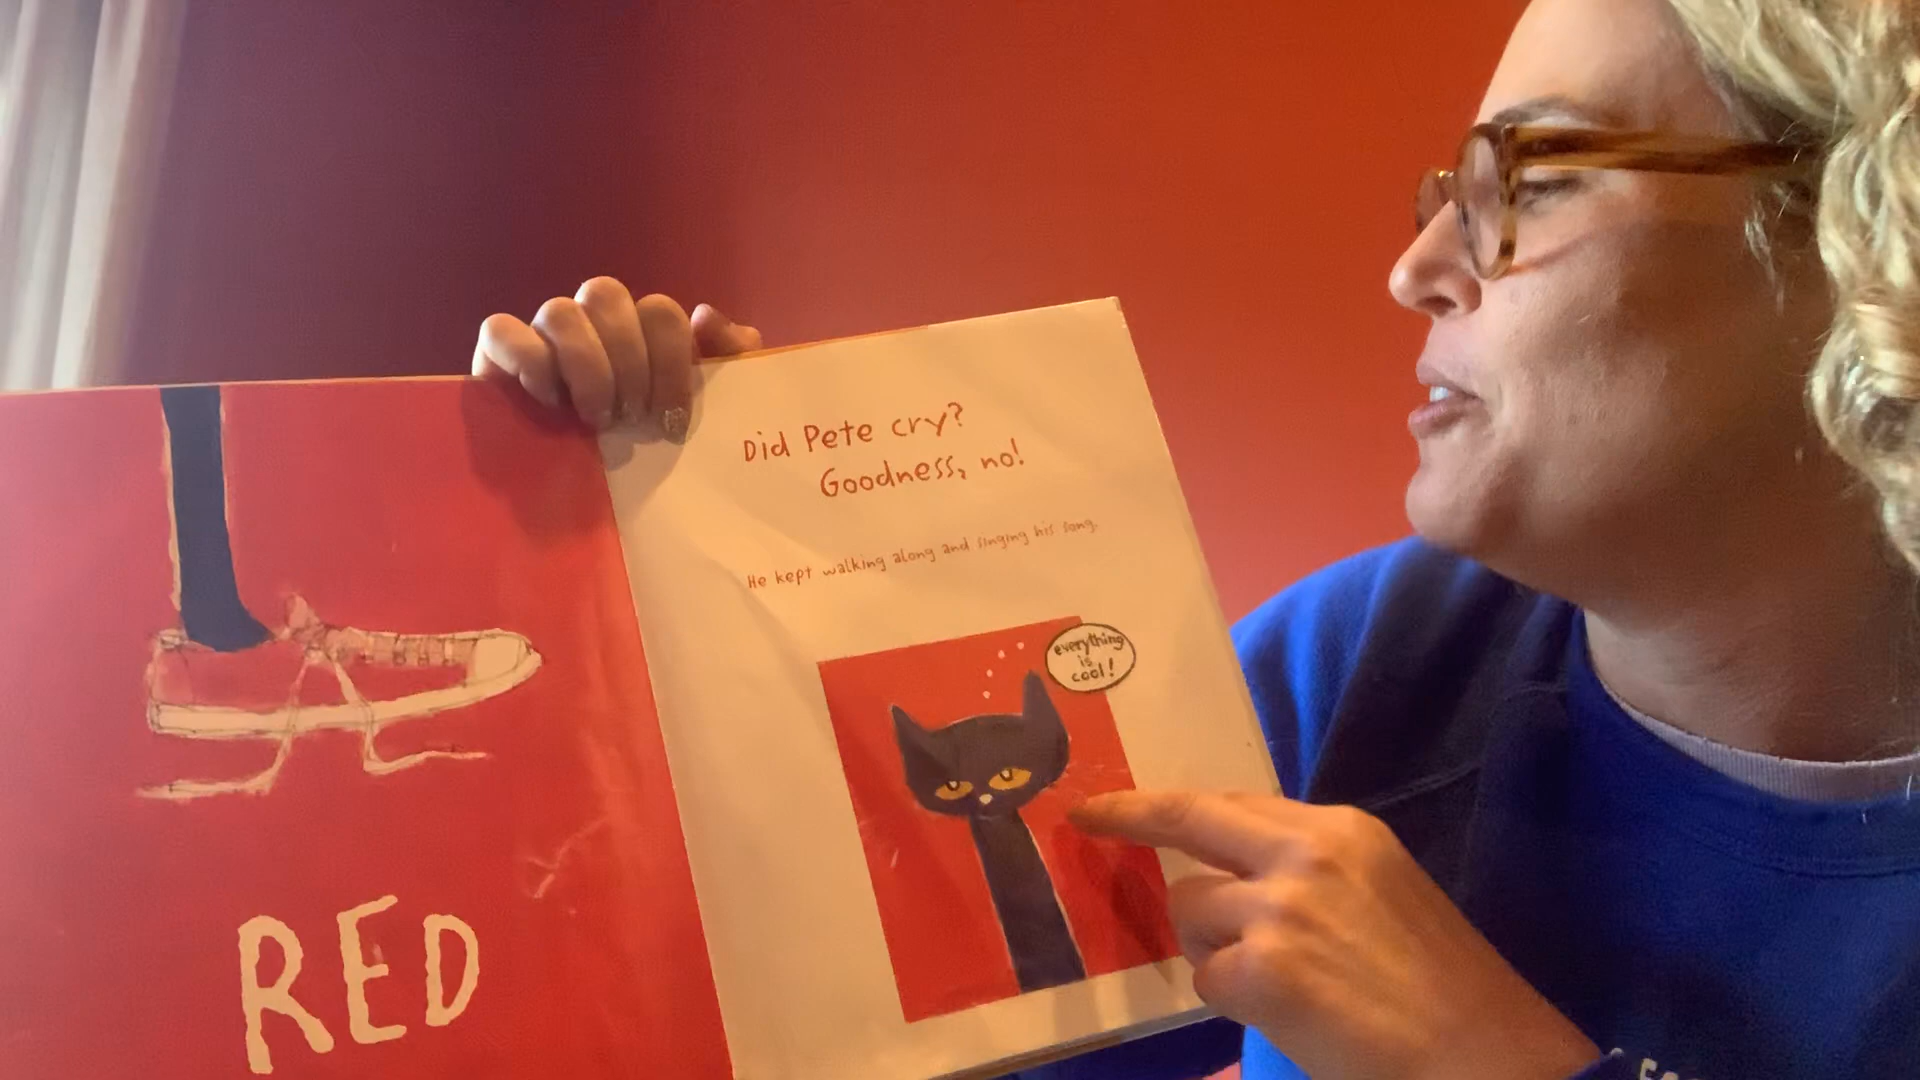 RED
Did Pete cry?
Goodness, no!
He kept walking along and singing his song.
everything
is
cool!